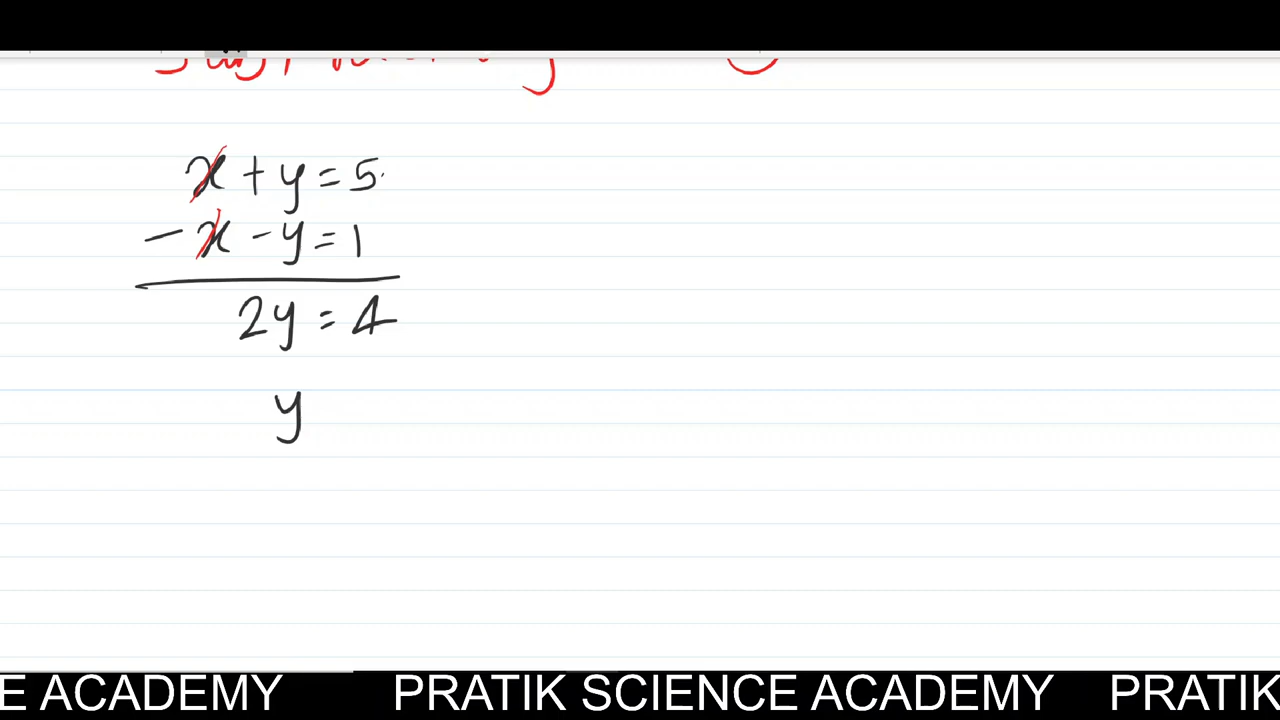 x + y = 5
- x - y = 1
2y = 4
y
E ACADEMY PRATIK SCIENCE ACADEMY PRATIK